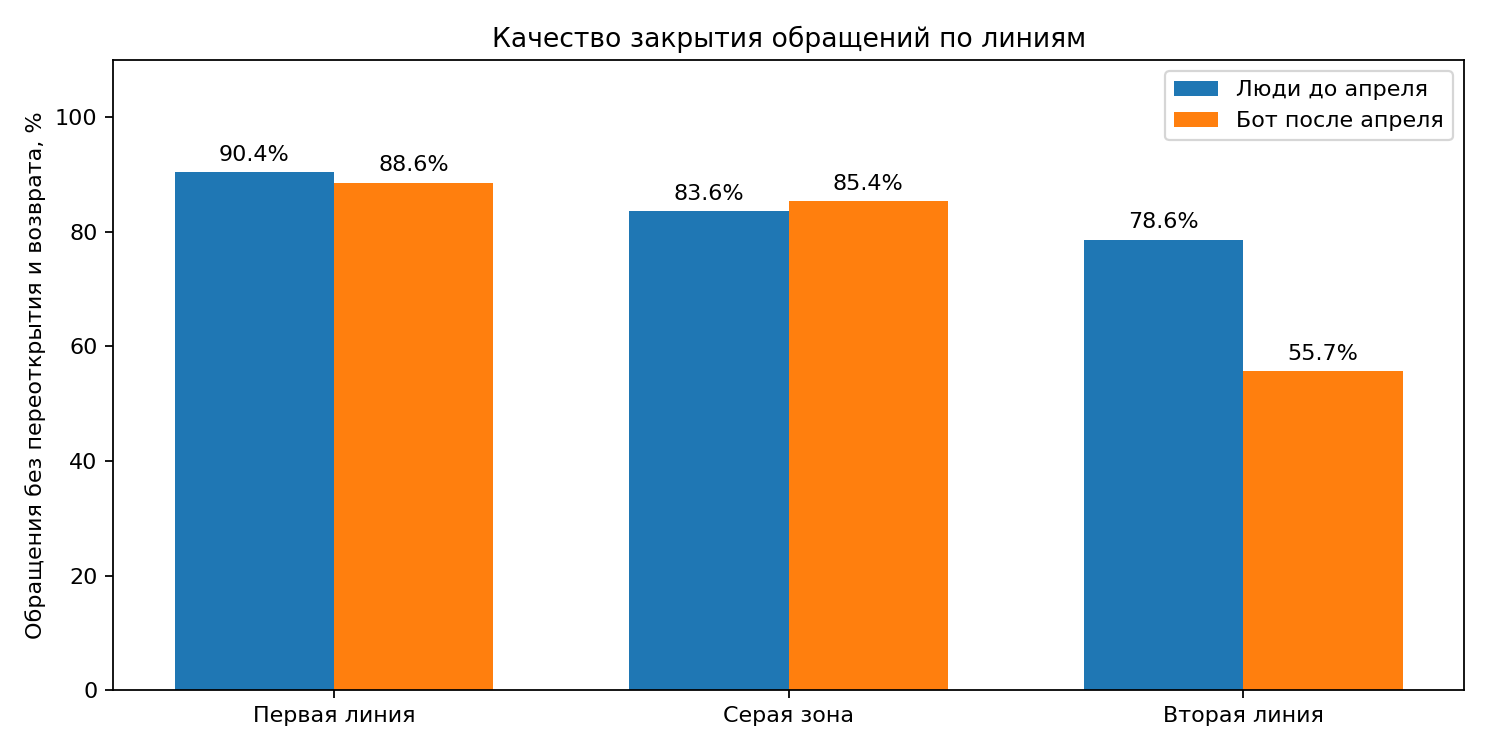 Качество закрытия обращений по линиям
Обращения без переоткрытия и возврата, %
100
80
60
40
20
0
Люди до апреля
Бот после апреля
90.4%
88.6%
83.6%
85.4%
78.6%
55.7%
Первая линия
Серая зона
Вторая линия